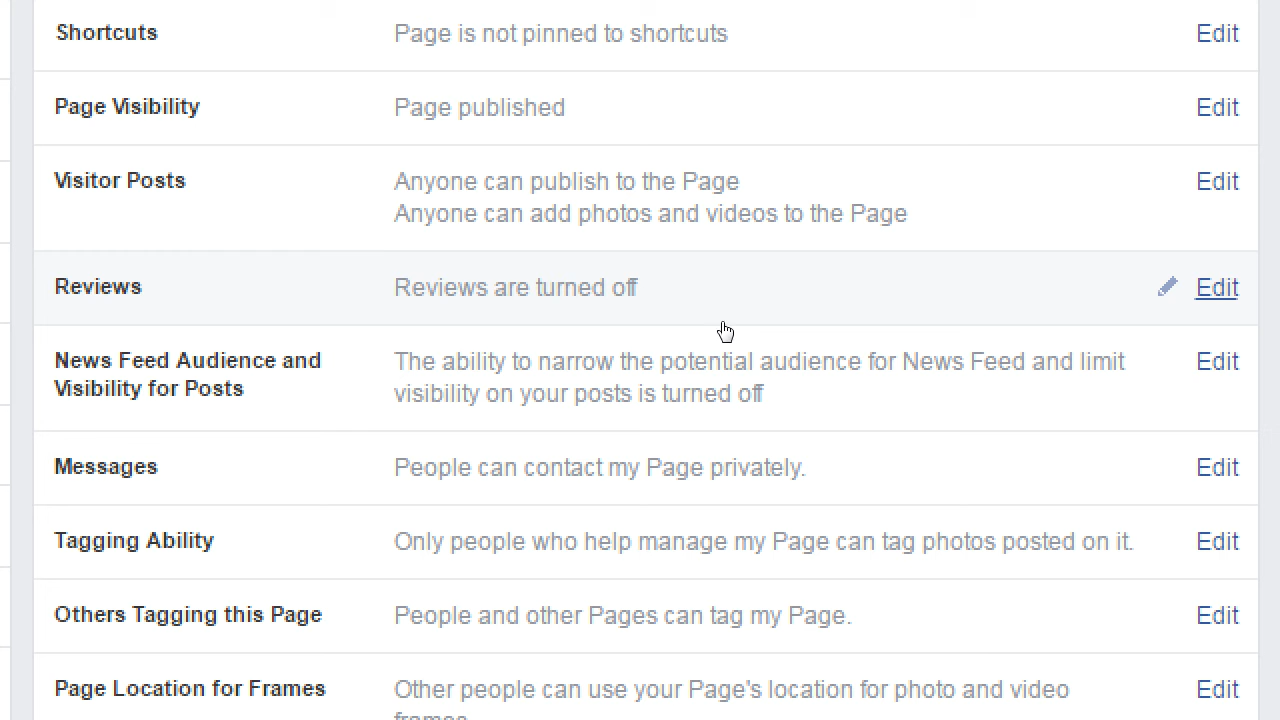 Shortcuts Page is not pinned to shortcuts Edit
Page Visibility Page published Edit
Visitor Posts Anyone can publish to the Page Edit
Anyone can add photos and videos to the Page
Reviews Reviews are turned off Edit
News Feed Audience and The ability to narrow the potential audience for News Feed and limit Edit
Visibility for Posts visibility on your posts is turned off
Messages People can contact my Page privately. Edit
Tagging Ability Only people who help manage my Page can tag photos posted on it. Edit
Others Tagging this Page People and other Pages can tag my Page. Edit
Page Location for Frames Other people can use your Page's location for photo and video Edit
frames